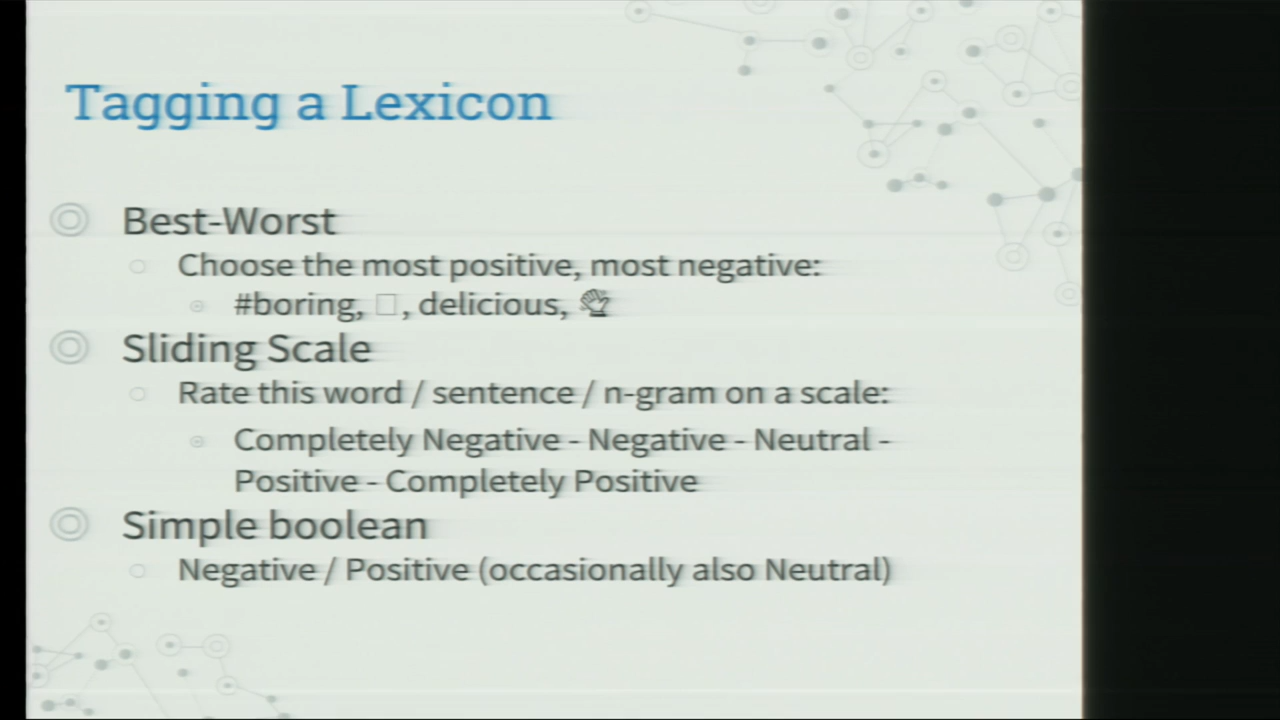 Tagging a Lexicon
Best-Worst
Choose the most positive, most negative:
#boring, □, delicious, 👋
Sliding Scale
Rate this word / sentence / n-gram on a scale:
Completely Negative - Negative - Neutral -
Positive - Completely Positive
Simple boolean
Negative / Positive (occasionally also Neutral)